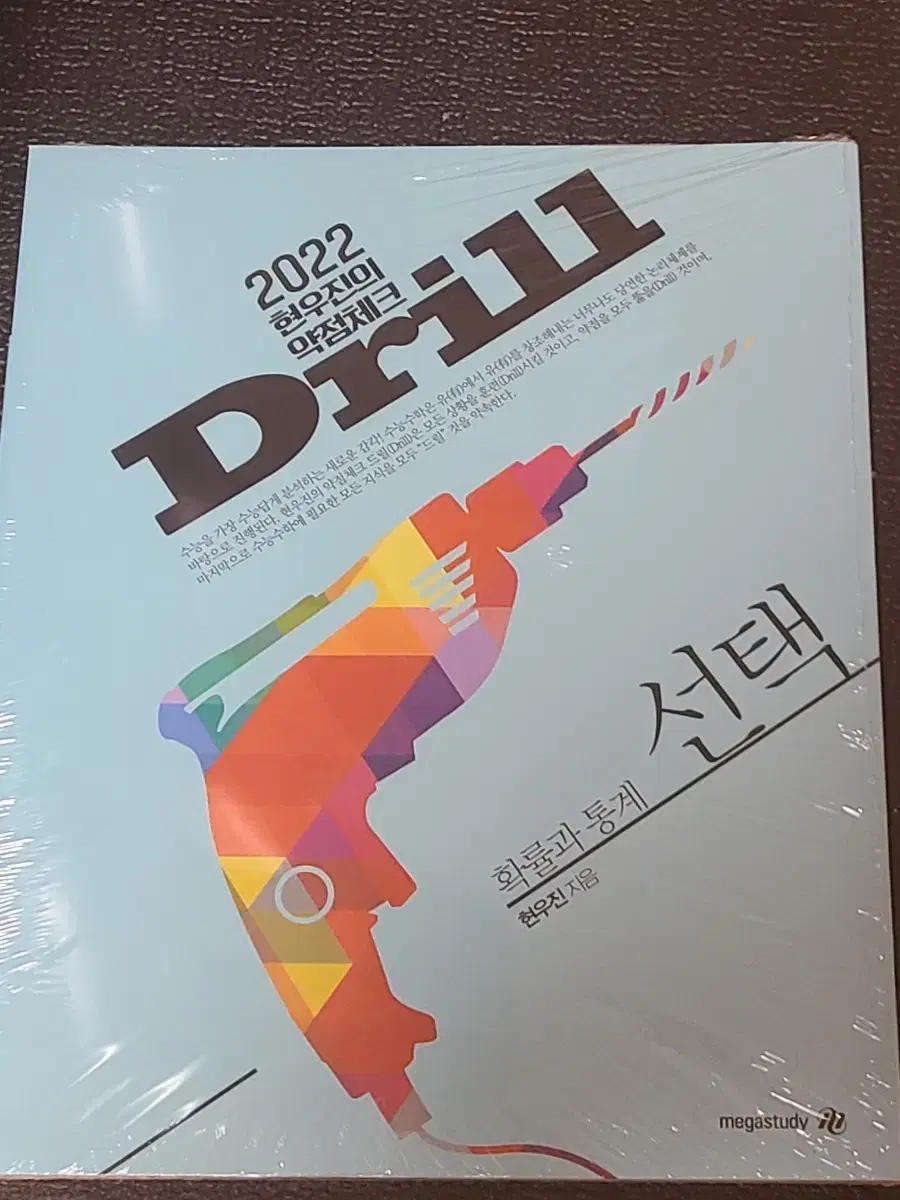 2022
현우진의
약점체크
Drill
수능을 가장 수능답게 분석하는 새로운 감각! 수능수학은 유(有)에서 유(有)를 창조해내는 너무나도 당연한 논리체계를
바탕으로 진행된다. 현우진의 약점체크 드릴(Drill)은 모든 상황을 훈련(Drill)시킬 것이고, 약점을 모두 뚫을(Drill) 것이며,
마지막으로 수능수학에 필요한 모든 지식을 모두 "드릴" 것을 약속한다.
선택
확률과 통계
현우진 지음
megastudy